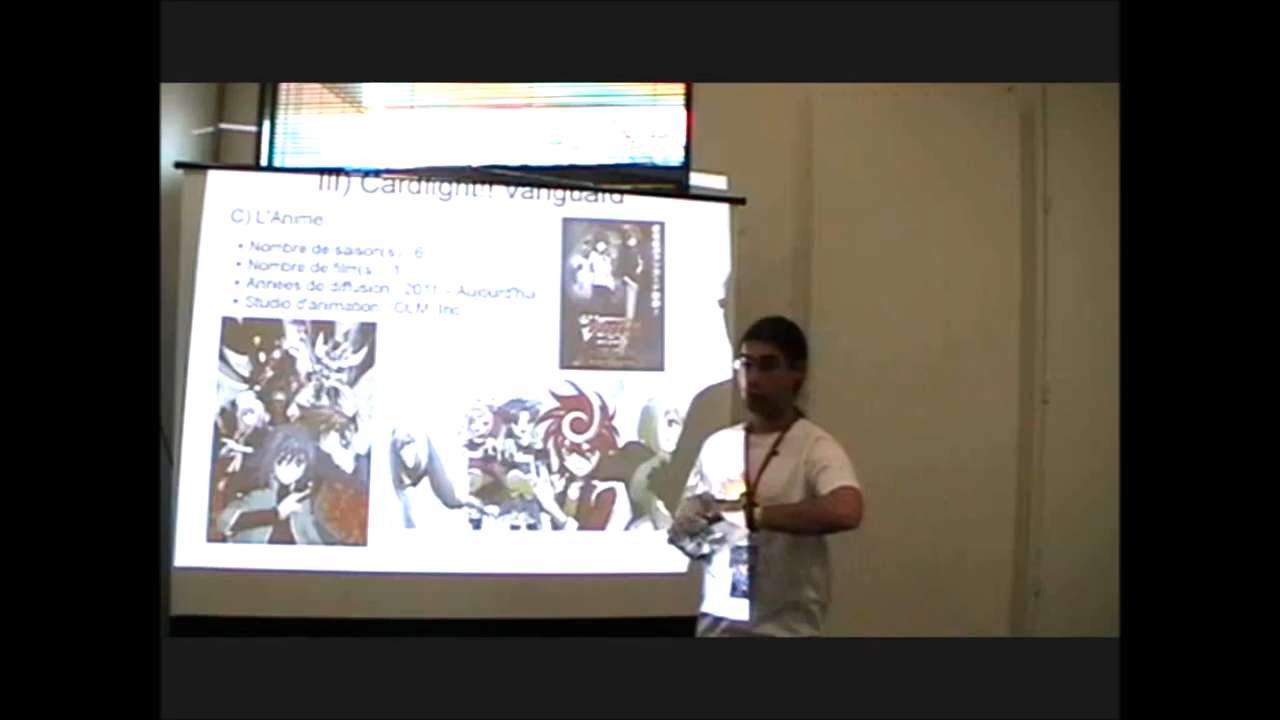 III) Cardfight!! Vanguard
C) L'Anime
• Nombre de saison(s) : 6
• Nombre de film(s) : 1
• Années de diffusion : 2011 - Aujourd'hui
• Studio d'animation : OLM, Inc